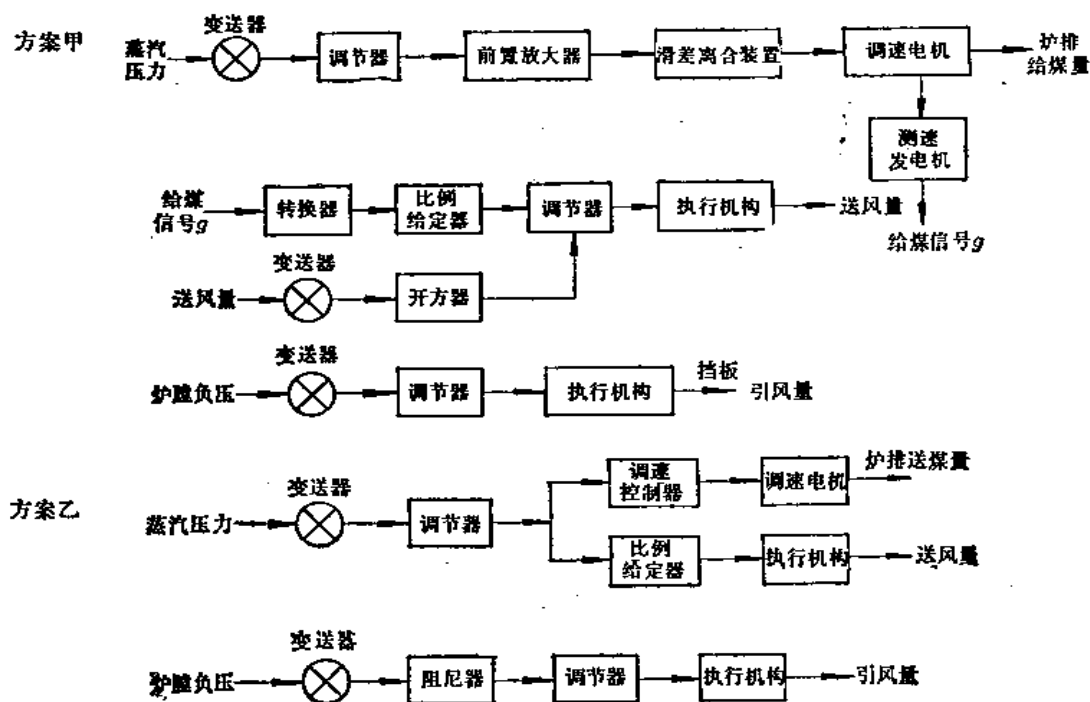 方案甲
变送器
蒸汽
压力
调节器
前置放大器
滑差离合装置
调速电机
炉排
给煤量
测速
发电机
给煤信号g
给煤
信号g
转换器
比例
给定器
调节器
执行机构
送风量
变送器
送风量
开方器
变送器
炉膛负压
调节器
执行机构
挡板
引风量
方案乙
变送器
蒸汽压力
调节器
调速
控制器
调速电机
炉排送煤量
比例
给定器
执行机构
送风量
变送器
炉膛负压
阻尼器
调节器
执行机构
引风量